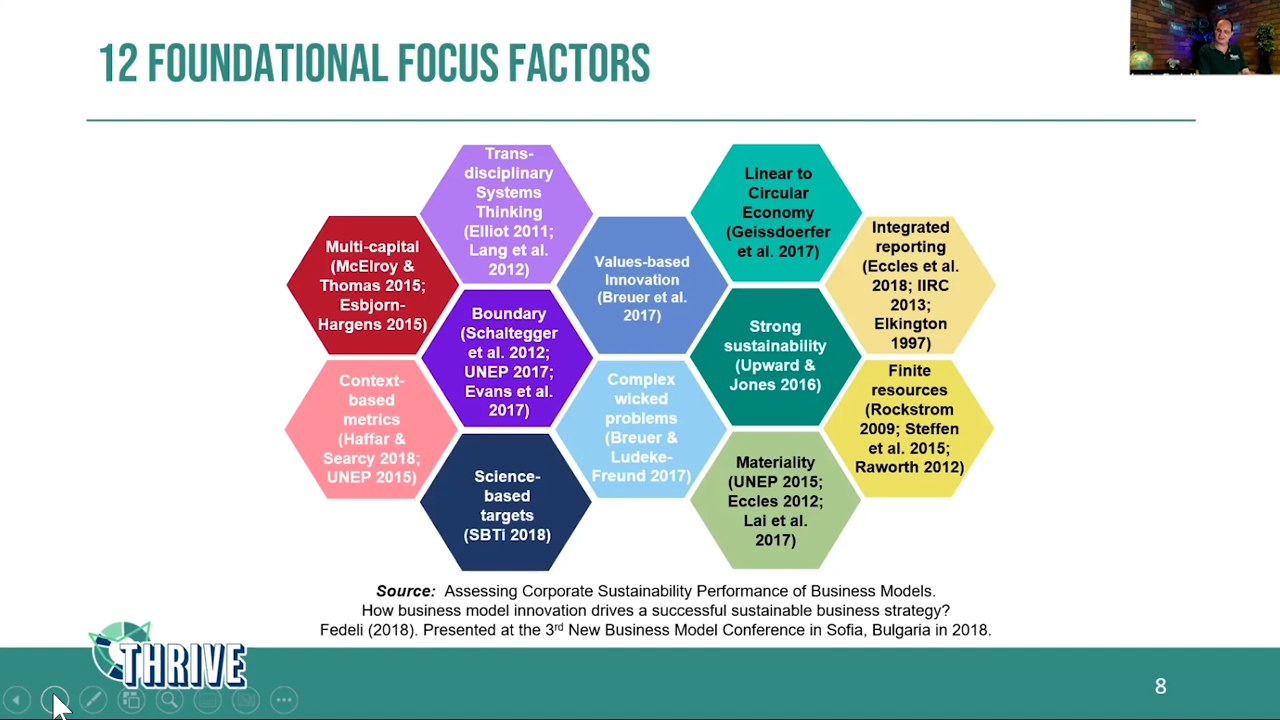 12 FOUNDATIONAL FOCUS FACTORS
Trans-
disciplinary
Systems
Thinking
(Elliot 2011;
Lang et al.
2012)
Linear to
Circular
Economy
(Geissdoerfer
et al. 2017)
Multi-capital
(McElroy &
Thomas 2015;
Esbjorn-
Hargens 2015)
Values-based
Innovation
(Breuer et al.
2017)
Integrated
reporting
(Eccles et al.
2018; IIRC
2013;
Elkington
1997)
Boundary
(Schaltegger
et al. 2012;
UNEP 2017;
Evans et al.
2017)
Strong
sustainability
(Upward &
Jones 2016)
Context-
based
metrics
(Haffar &
Searcy 2018;
UNEP 2015)
Complex
wicked
problems
(Breuer &
Ludeke-
Freund 2017)
Finite
resources
(Rockstrom
2009; Steffen
et al. 2015;
Raworth 2012)
Science-
based
targets
(SBTi 2018)
Materiality
(UNEP 2015;
Eccles 2012;
Lai et al.
2017)
Source: Assessing Corporate Sustainability Performance of Business Models.
How business model innovation drives a successful sustainable business strategy?
Fedeli (2018). Presented at the 3rd New Business Model Conference in Sofia, Bulgaria in 2018.
THRIVE
8